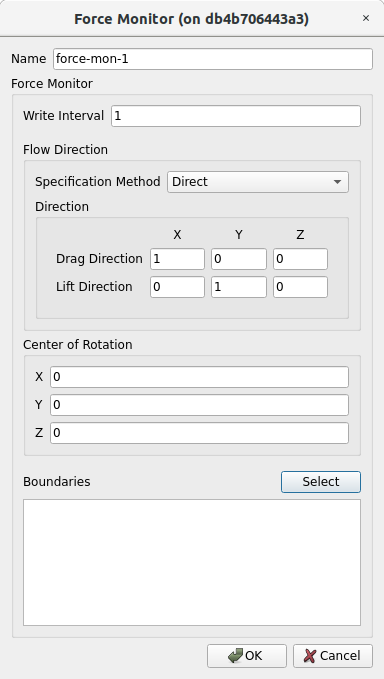 Force Monitor (on db4b706443a3)
×
Name force-mon-1
Force Monitor
Write Interval 1
Flow Direction
Specification Method Direct
Direction
X Y Z
Drag Direction 1 0 0
Lift Direction 0 1 0
Center of Rotation
X 0
Y 0
Z 0
Boundaries Select
OK Cancel